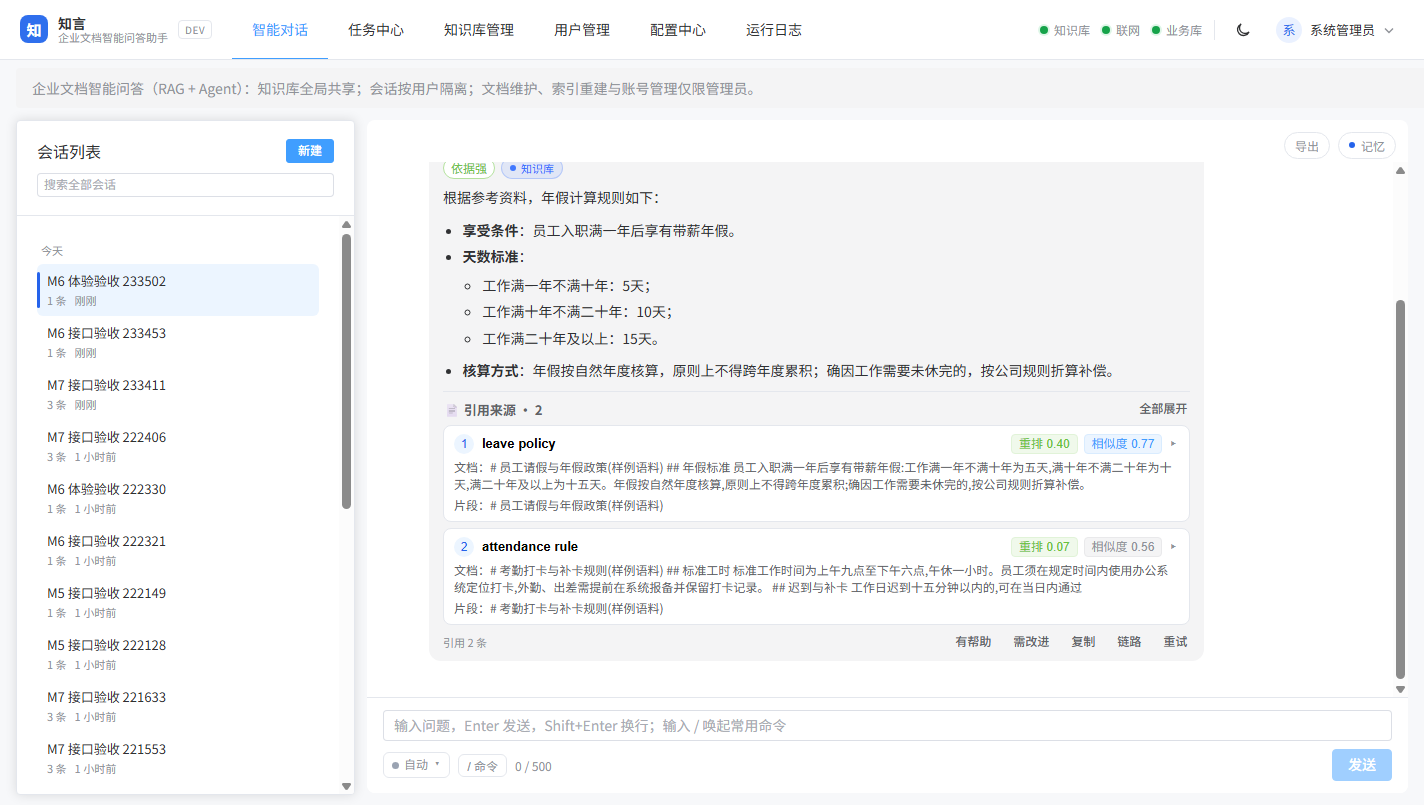 知
知言
企业文档智能问答助手
DEV
智能对话
任务中心
知识库管理
用户管理
配置中心
运行日志
知识库
联网
业务库
系
系统管理员
企业文档智能问答（RAG + Agent）：知识库全局共享；会话按用户隔离；文档维护、索引重建与账号管理仅限管理员。
会话列表
新建
搜索全部会话
今天
M6 体验验收 233502
1 条 刚刚
M6 接口验收 233453
1 条 刚刚
M7 接口验收 233411
3 条 刚刚
M7 接口验收 222406
3 条 1 小时前
M6 体验验收 222330
1 条 1 小时前
M6 接口验收 222321
1 条 1 小时前
M5 接口验收 222149
1 条 1 小时前
M5 接口验收 222128
1 条 1 小时前
M7 接口验收 221633
3 条 1 小时前
M7 接口验收 221553
3 条 1 小时前
导出
记忆
依据强
知识库
根据参考资料，年假计算规则如下：
• 享受条件：员工入职满一年后享有带薪年假。
• 天数标准：
◦ 工作满一年不满十年：5天；
◦ 工作满十年不满二十年：10天；
◦ 工作满二十年及以上：15天。
• 核算方式：年假按自然年度核算，原则上不得跨年度累积；确因工作需要未休完的，按公司规则折算补偿。
引用来源 • 2
全部展开
1 leave policy
重排 0.40
相似度 0.77
文档：# 员工请假与年假政策(样例语料) ## 年假标准 员工入职满一年后享有带薪年假:工作满一年不满十年为五天,满十年不满二十年为十
天,满二十年及以上为十五天。年假按自然年度核算,原则上不得跨年度累积;确因工作需要未休完的,按公司规则折算补偿。
片段：# 员工请假与年假政策(样例语料)
2 attendance rule
重排 0.07
相似度 0.56
文档：# 考勤打卡与补卡规则(样例语料) ## 标准工时 标准工作时间为上午九点至下午六点,午休一小时。员工须在规定时间内使用办公系
统定位打卡,外勤、出差需提前在系统报备并保留打卡记录。 ## 迟到与补卡 工作日迟到十五分钟以内的,可在当日内通过
片段：# 考勤打卡与补卡规则(样例语料)
引用 2 条
有帮助
需改进
复制
链路
重试
输入问题，Enter 发送，Shift+Enter 换行；输入 / 唤起常用命令
自动
/ 命令
0 / 500
发送